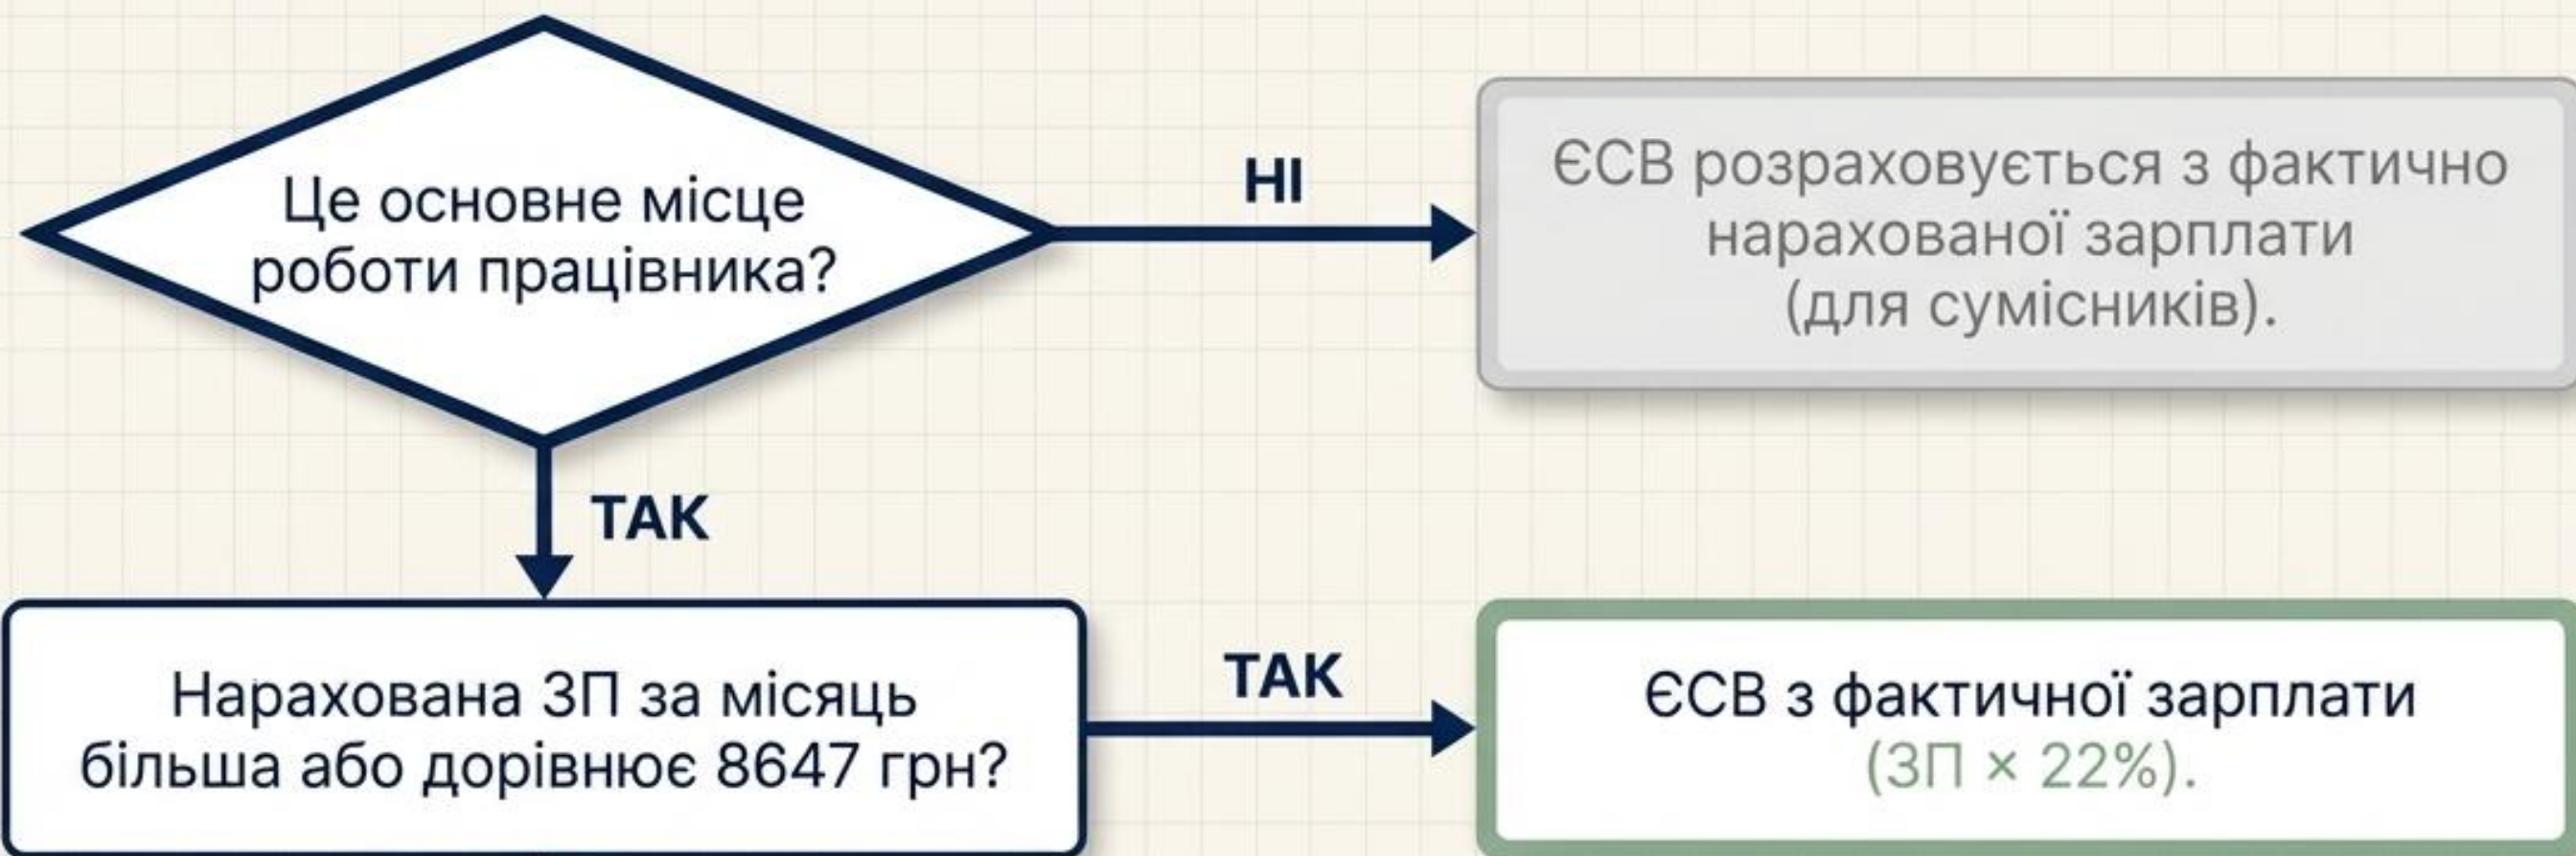 Це основне місце
роботи працівника?
НІ
ЄСВ розраховується з фактично
нарахованої зарплати
(для сумісників).
ТАК
Нарахована ЗП за місяць
більша або дорівнює 8647 грн?
ТАК
ЄСВ з фактичної зарплати
(ЗП × 22%).